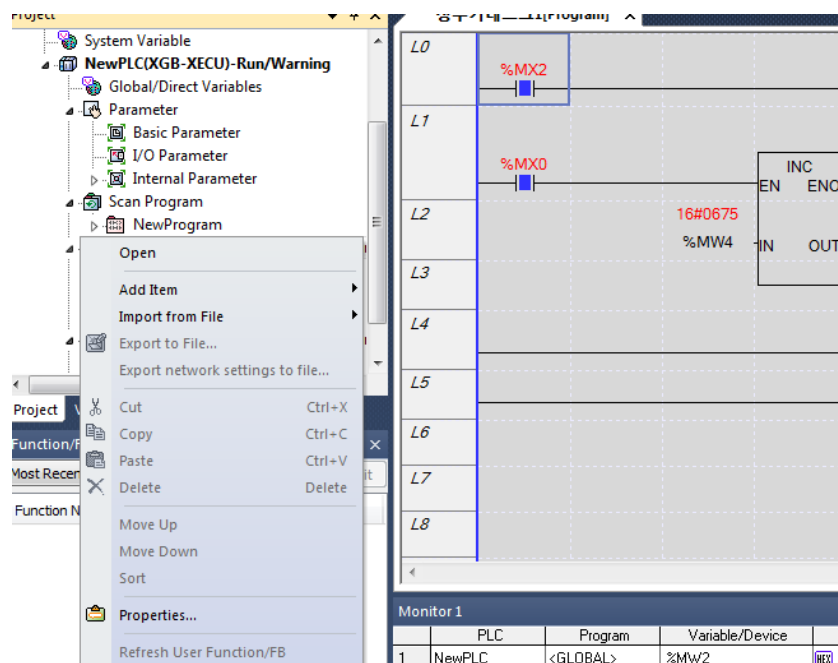 System Variable
NewPLC(XGB-XECU)-Run/Warning
Global/Direct Variables
Parameter
Basic Parameter
I/O Parameter
Internal Parameter
Scan Program
NewProgram
Open
Add Item
Import from File
Export to File...
Export network settings to file...
Cut Ctrl+X
Copy Ctrl+C
Paste Ctrl+V
Delete Delete
Move Up
Move Down
Sort
Properties...
Refresh User Function/FB
Project
Function/F
Most Recen
Function N
L0
%MX2
L1
%MX0
INC
EN ENO
L2
16#0675
%MW4
IN OUT
L3
L4
L5
L6
L7
L8
Monitor 1
PLC Program Variable/Device
1 NewPLC <GLOBAL> %MW2 HEX